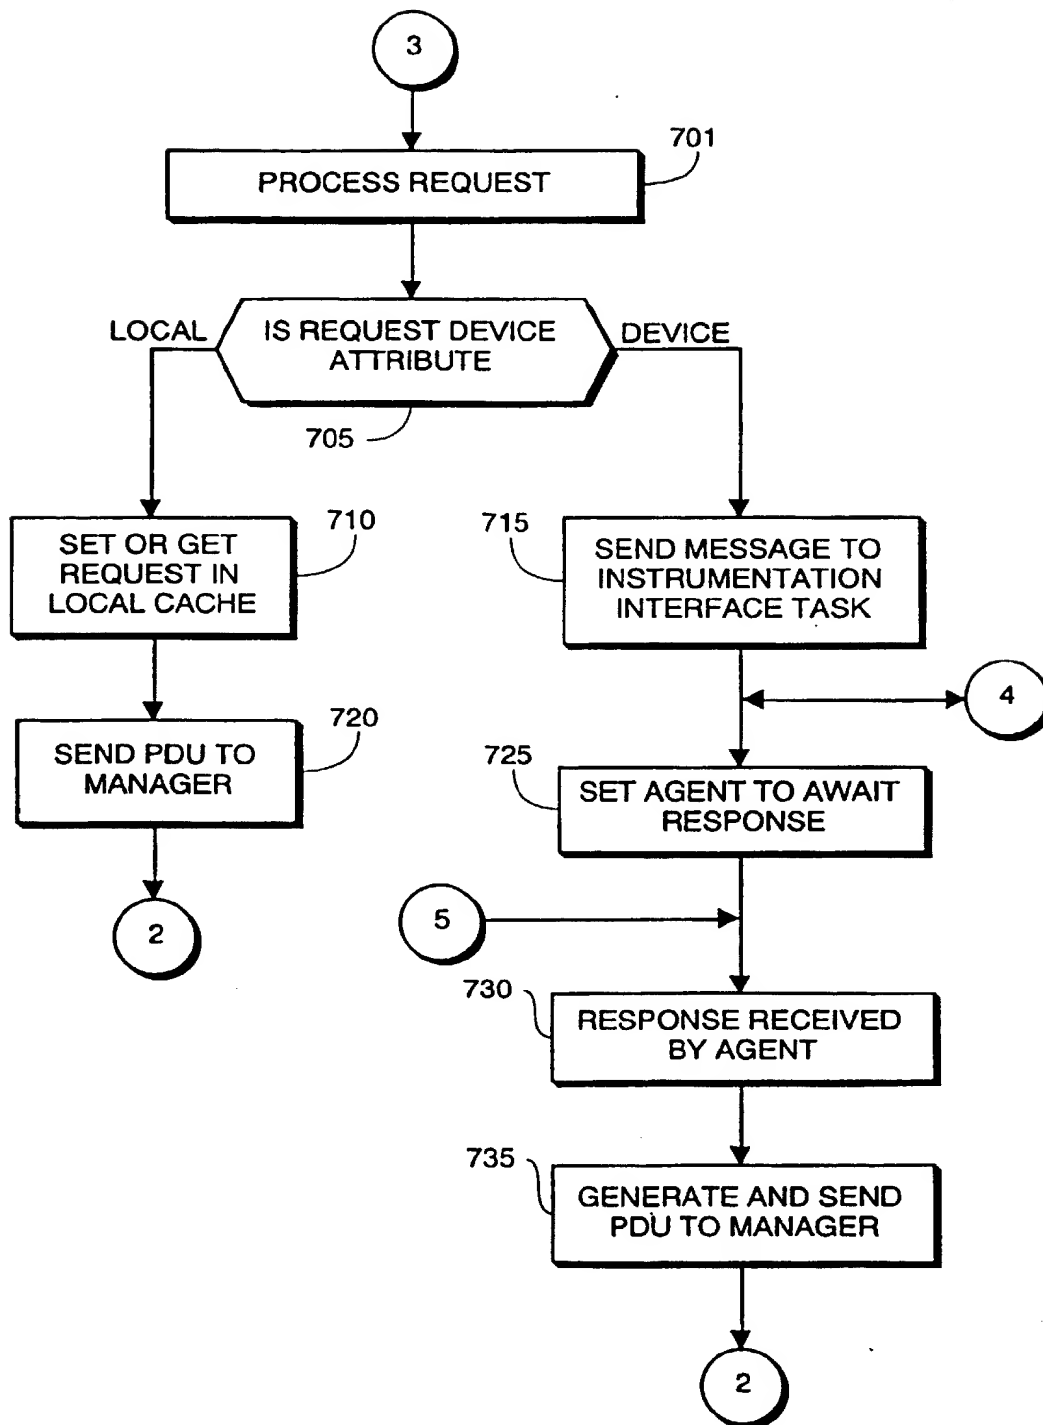 3
701
PROCESS REQUEST
LOCAL
IS REQUEST DEVICE
ATTRIBUTE
DEVICE
705
710
SET OR GET
REQUEST IN
LOCAL CACHE
715
SEND MESSAGE TO
INSTRUMENTATION
INTERFACE TASK
4
720
SEND PDU TO
MANAGER
725
SET AGENT TO AWAIT
RESPONSE
2
5
730
RESPONSE RECEIVED
BY AGENT
735
GENERATE AND SEND
PDU TO MANAGER
2